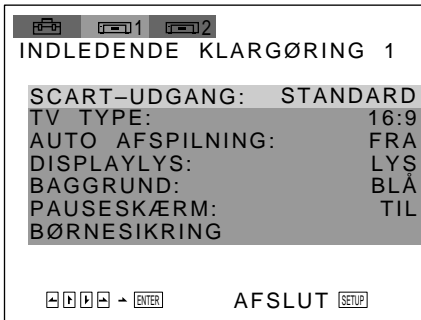 1 2
INDLEDENDE KLARGØRING 1
SCART–UDGANG: STANDARD
TV TYPE: 16:9
AUTO AFSPILNING: FRA
DISPLAYLYS: LYS
BAGGRUND: BLÅ
PAUSESKÆRM: TIL
BØRNESIKRING
ENTER AFSLUT SETUP